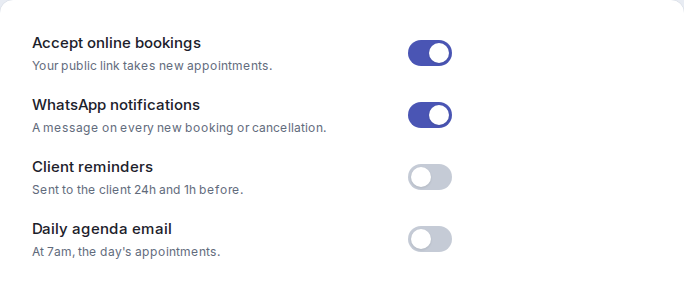 Accept online bookings
Your public link takes new appointments.
WhatsApp notifications
A message on every new booking or cancellation.
Client reminders
Sent to the client 24h and 1h before.
Daily agenda email
At 7am, the day's appointments.